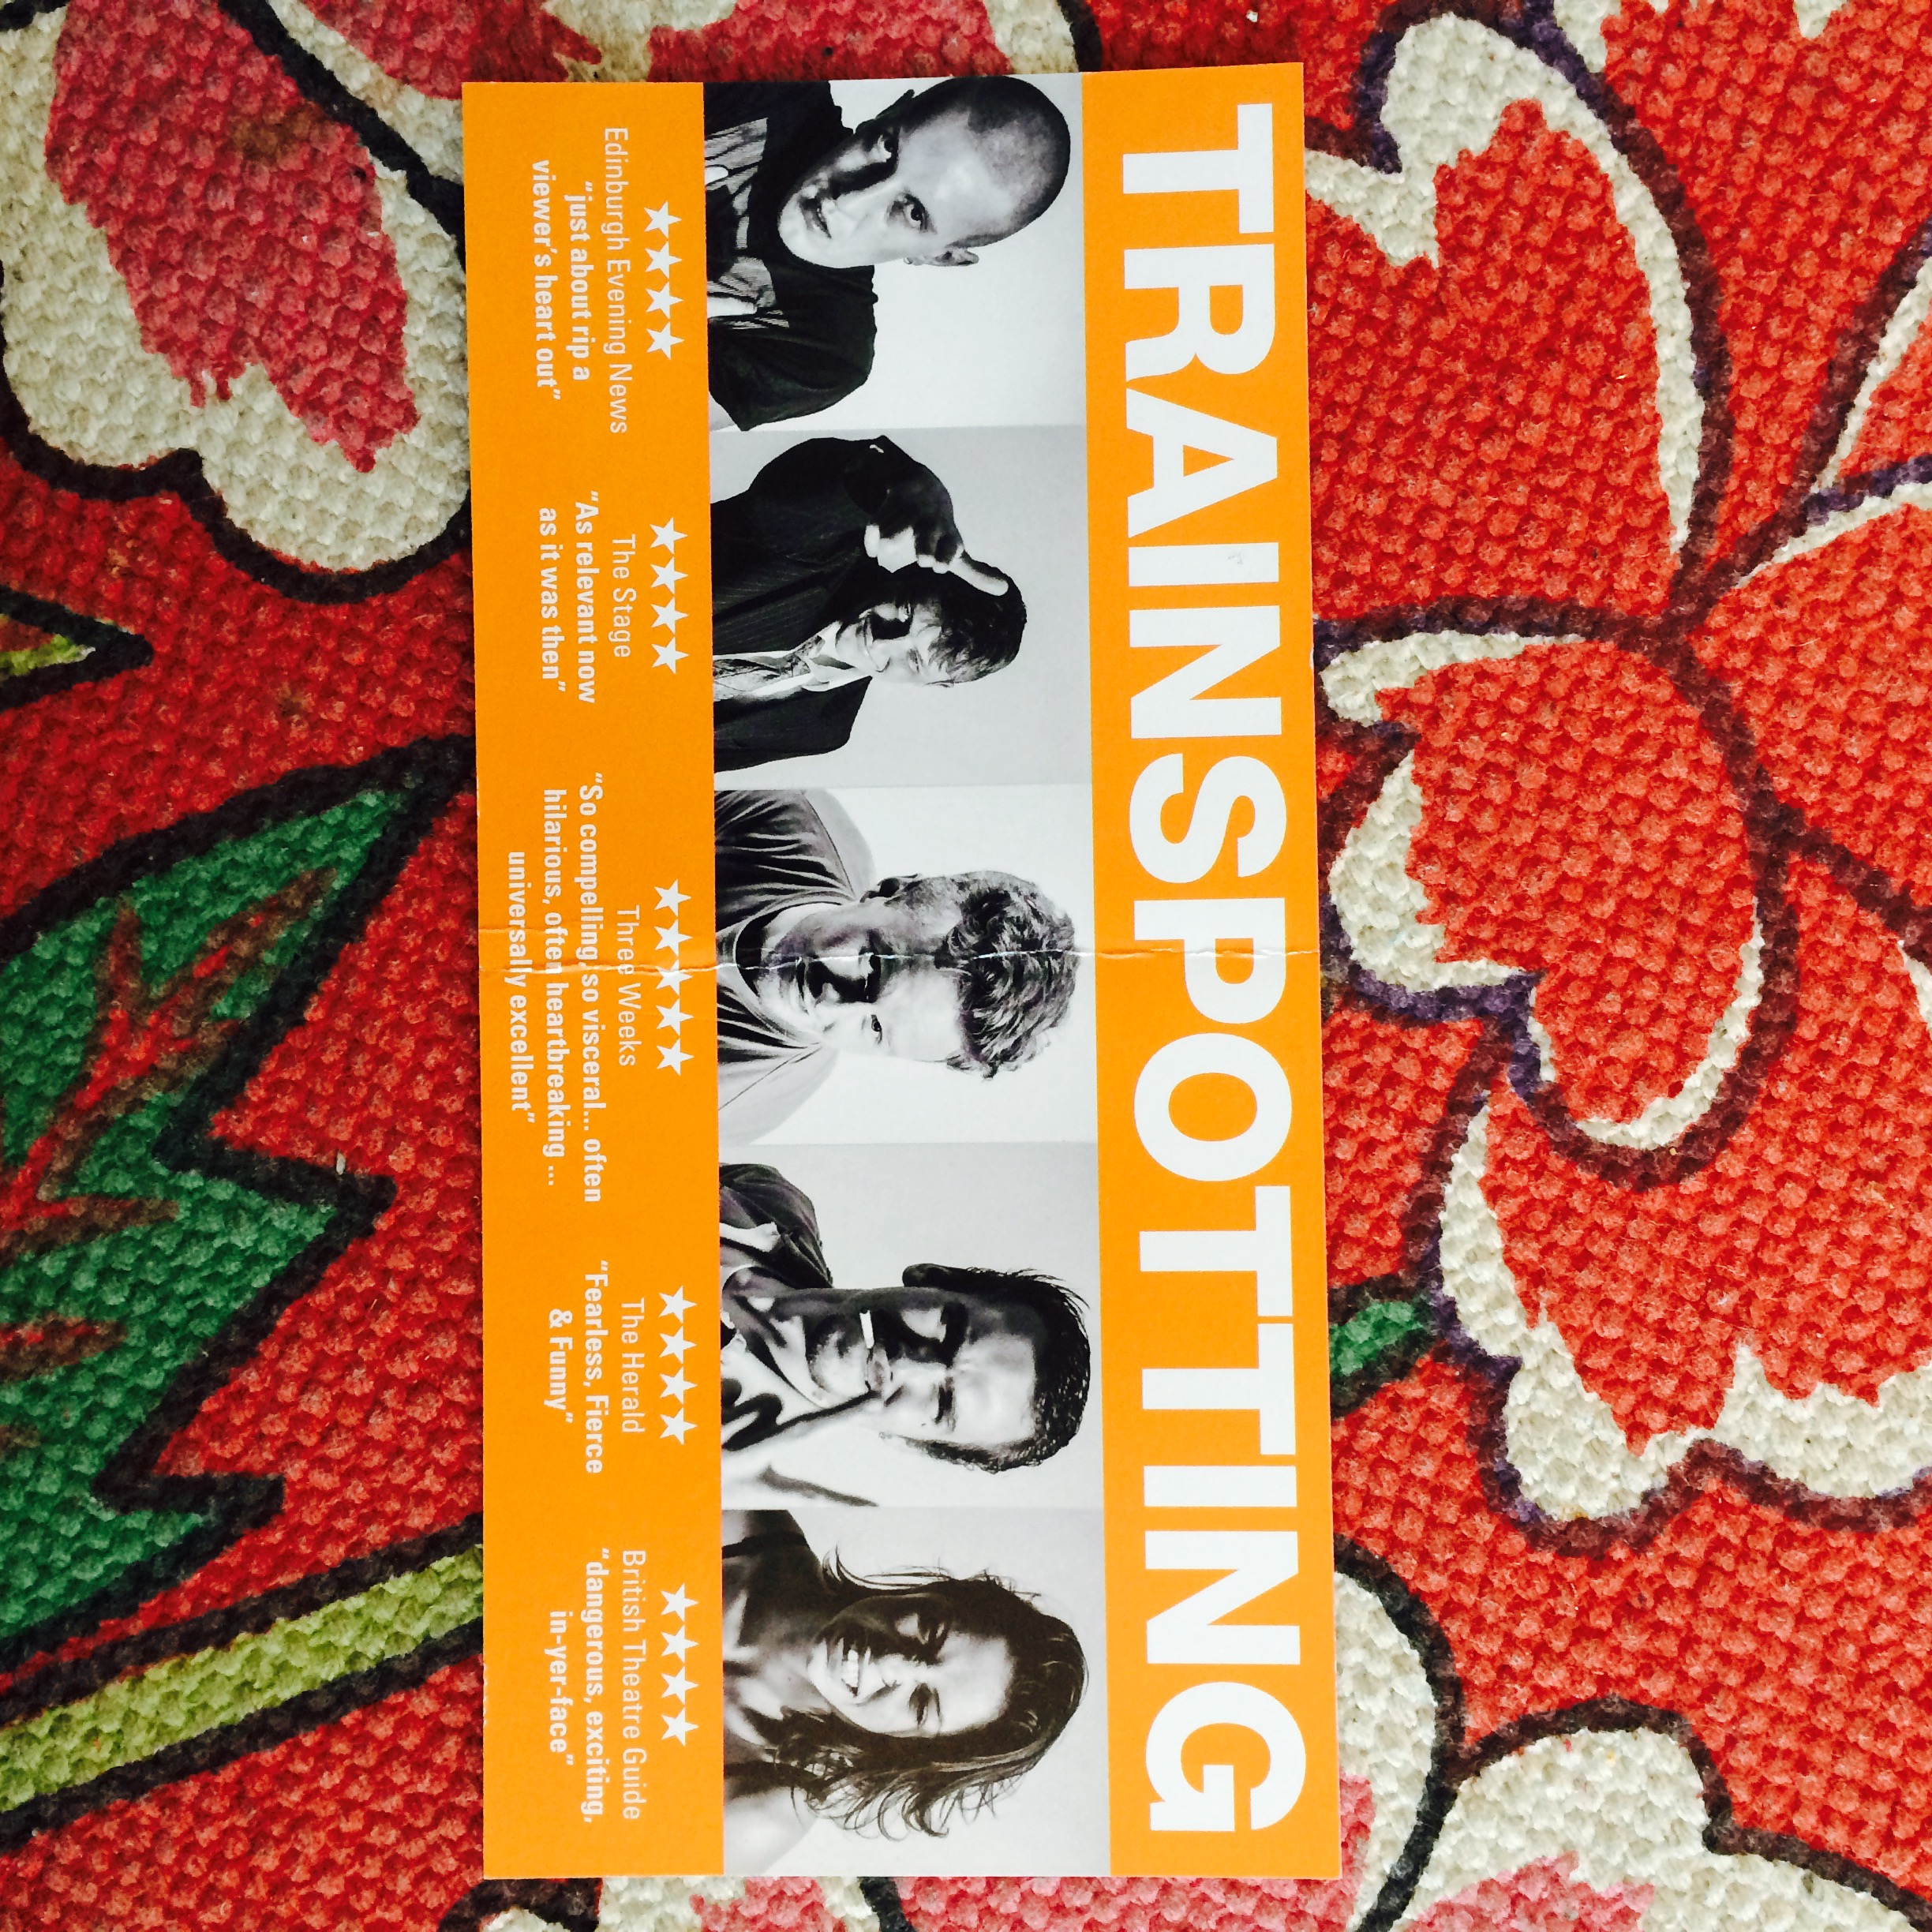 TRAINSPOTTING
★★★★
Edinburgh Evening News
"just about rip a
viewer's heart out"
★★★★
The Stage
"As relevant now
as it was then"
★★★★★
Three Weeks
"So compelling, so visceral... often
hilarious, often heartbreaking ...
universally excellent"
★★★★
The Herald
"Fearless, Fierce
& Funny"
★★★★
British Theatre Guide
"dangerous, exciting,
in-yer-face"